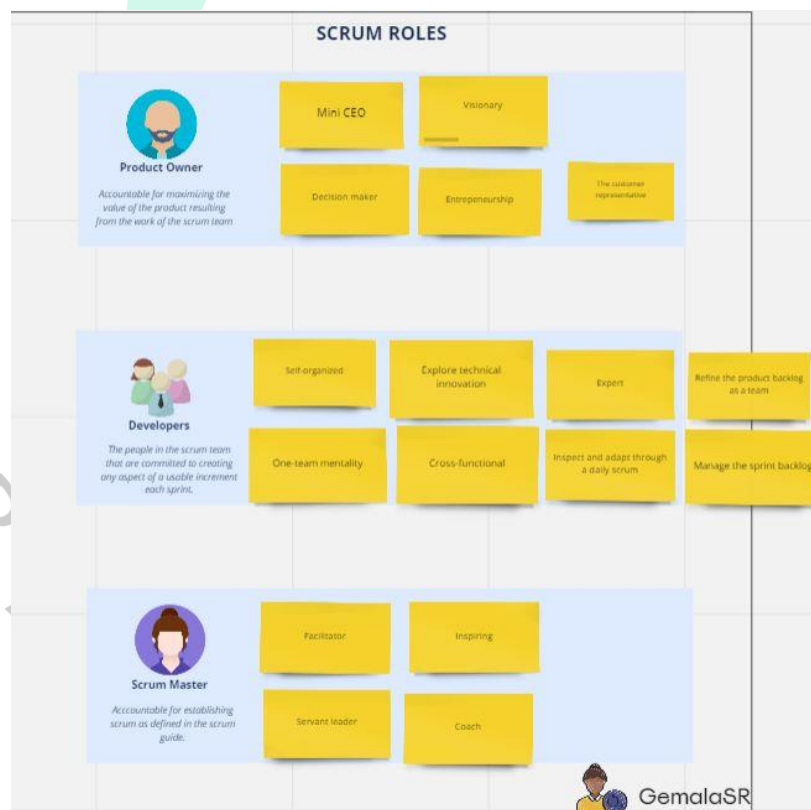 SCRUM ROLES
Mini CEO
Visionary
Product Owner
Accountable for maximizing the
value of the product resulting
from the work of the scrum team
Decision maker
Entrepeneurship
The customer
representative
Self-organized
Explore technical
innovation
Expert
Refine the product backlog
as a team
Developers
The people in the scrum team
that are committed to creating
any aspect of a usable increment
each sprint.
One-team mentality
Cross-functional
Inspect and adapt through
a daily scrum
Manage the sprint backlog
Facilitator
Inspiring
Scrum Master
Acccountable for establishing
scrum as defined in the scrum
guide.
Servant leader
Coach
GemalaSR